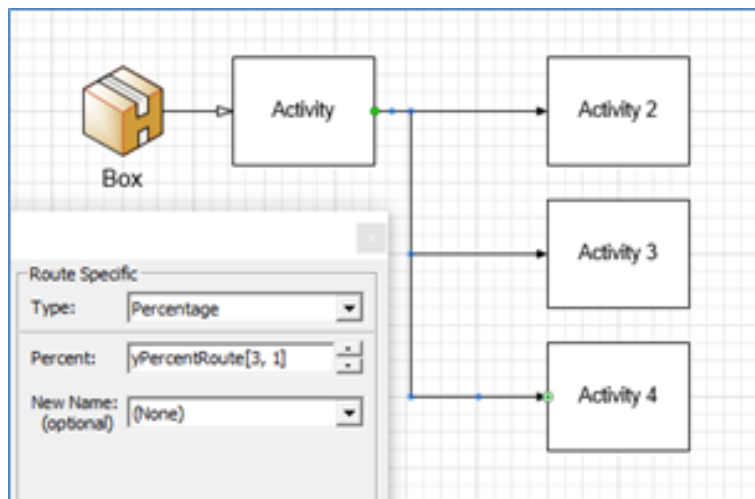 Activity
Activity 2
Box
Activity 3
Activity 4
Route Specific
Type:
Percentage
Percent:
yPercentRoute[3, 1]
New Name:
(optional)
(None)